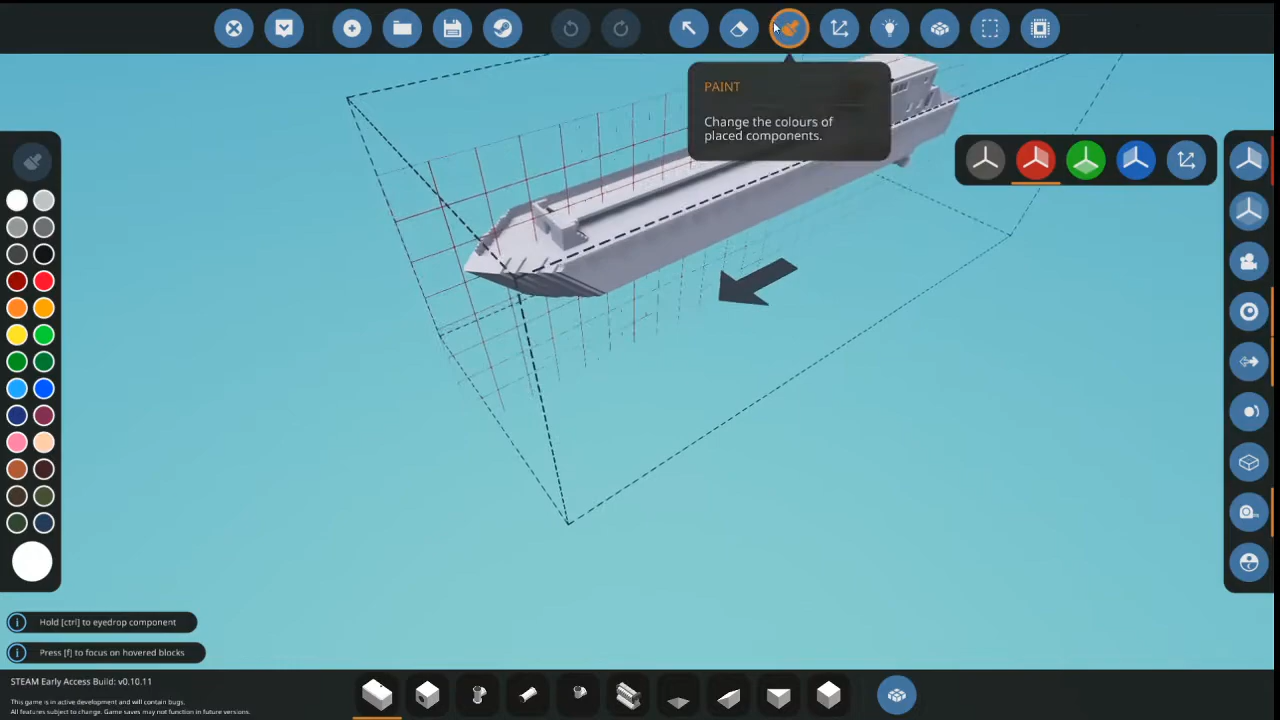 PAINT
Change the colours of
placed components.
Hold [ctrl] to eyedrop component
Press [f] to focus on hovered blocks
STEAM Early Access Build: v0.10.11
This game is in active development and will contain bugs.
All features subject to change. Game saves may not function in future versions.